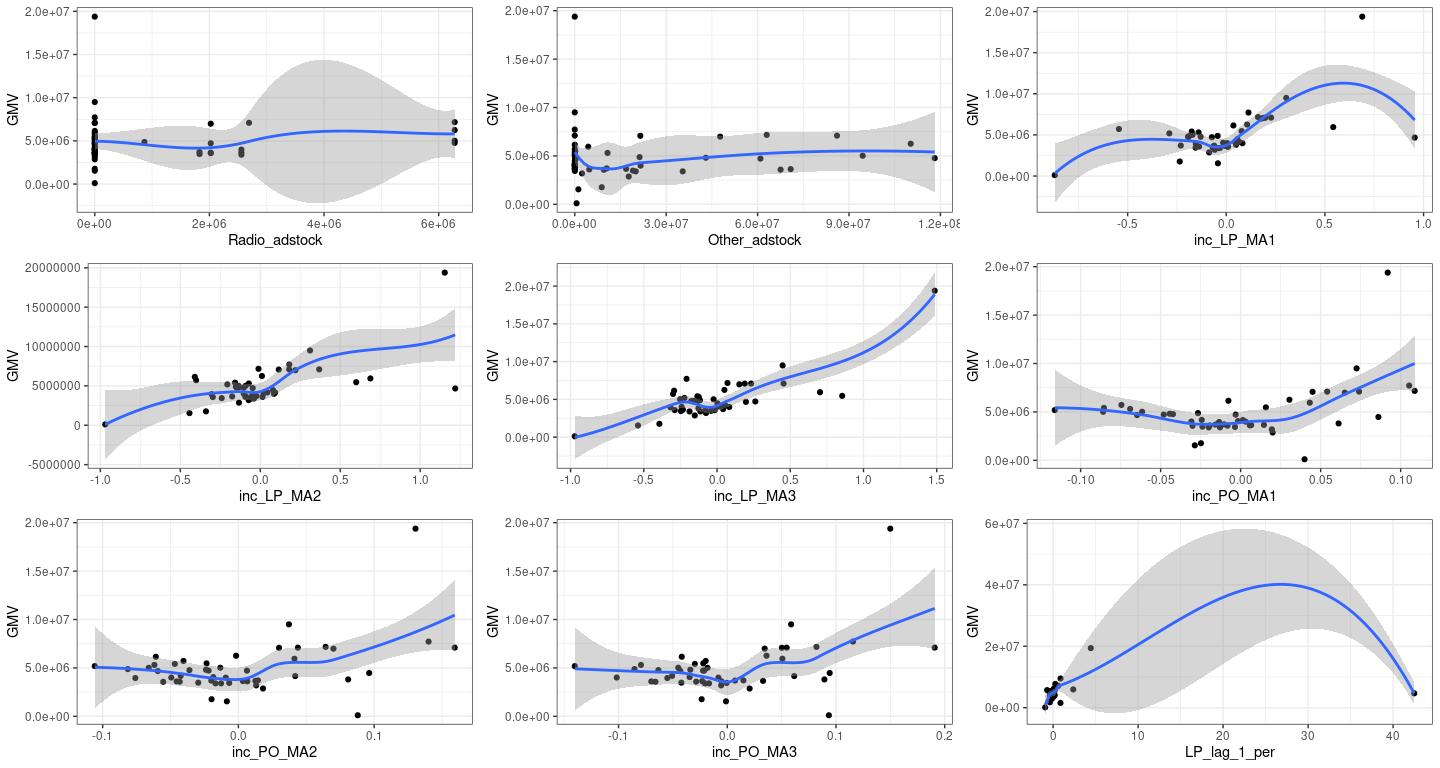 2.0e+07
1.5e+07
1.0e+07
5.0e+06
0.0e+00
GMV
0e+00 2e+06 4e+06 6e+06
Radio_adstock
2.0e+07
1.5e+07
1.0e+07
5.0e+06
0.0e+00
GMV
0.0e+00 3.0e+07 6.0e+07 9.0e+07 1.2e+08
Other_adstock
2.0e+07
1.5e+07
1.0e+07
5.0e+06
0.0e+00
GMV
-0.5 0.0 0.5 1.0
inc_LP_MA1
20000000
15000000
10000000
5000000
0
-5000000
GMV
-1.0 -0.5 0.0 0.5 1.0
inc_LP_MA2
2.0e+07
1.5e+07
1.0e+07
5.0e+06
0.0e+00
GMV
-1.0 -0.5 0.0 0.5 1.0 1.5
inc_LP_MA3
2.0e+07
1.5e+07
1.0e+07
5.0e+06
0.0e+00
GMV
-0.10 -0.05 0.00 0.05 0.10
inc_PO_MA1
2.0e+07
1.5e+07
1.0e+07
5.0e+06
0.0e+00
GMV
-0.1 0.0 0.1
inc_PO_MA2
2.0e+07
1.5e+07
1.0e+07
5.0e+06
0.0e+00
GMV
-0.1 0.0 0.1 0.2
inc_PO_MA3
6e+07
4e+07
2e+07
0e+00
GMV
0 10 20 30 40
LP_lag_1_per